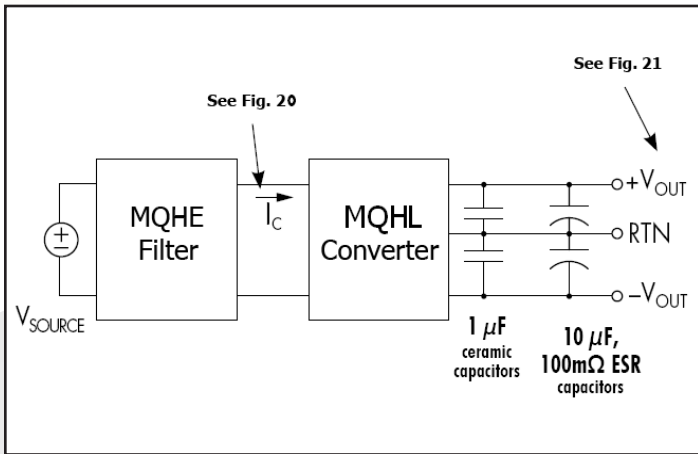 See Fig. 21
See Fig. 20
+V_OUT
MQHE
Filter
I_C
MQHL
Converter
RTN
V_SOURCE
−V_OUT
1 μF
ceramic
capacitors
10 μF,
100mΩ ESR
capacitors